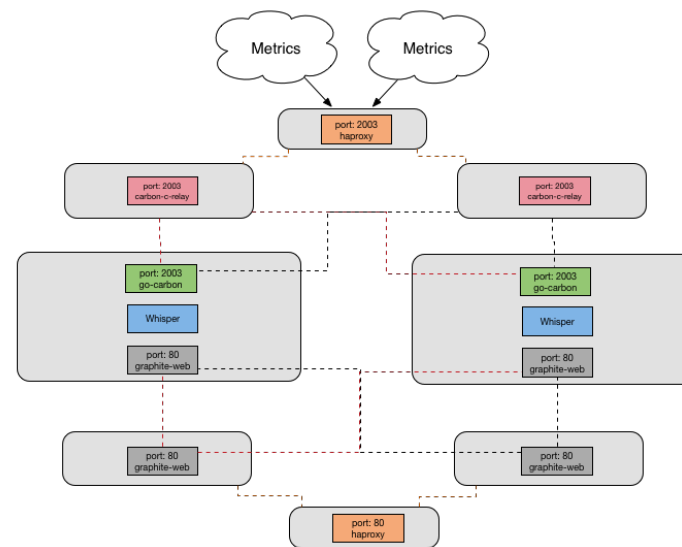 Metrics
Metrics
port: 2003
haproxy
port: 2003
carbon-c-relay
port: 2003
carbon-c-relay
port: 2003
go-carbon
port: 2003
go-carbon
Whisper
Whisper
port: 80
graphite-web
port: 80
graphite-web
port: 80
graphite-web
port: 80
graphite-web
port: 80
haproxy